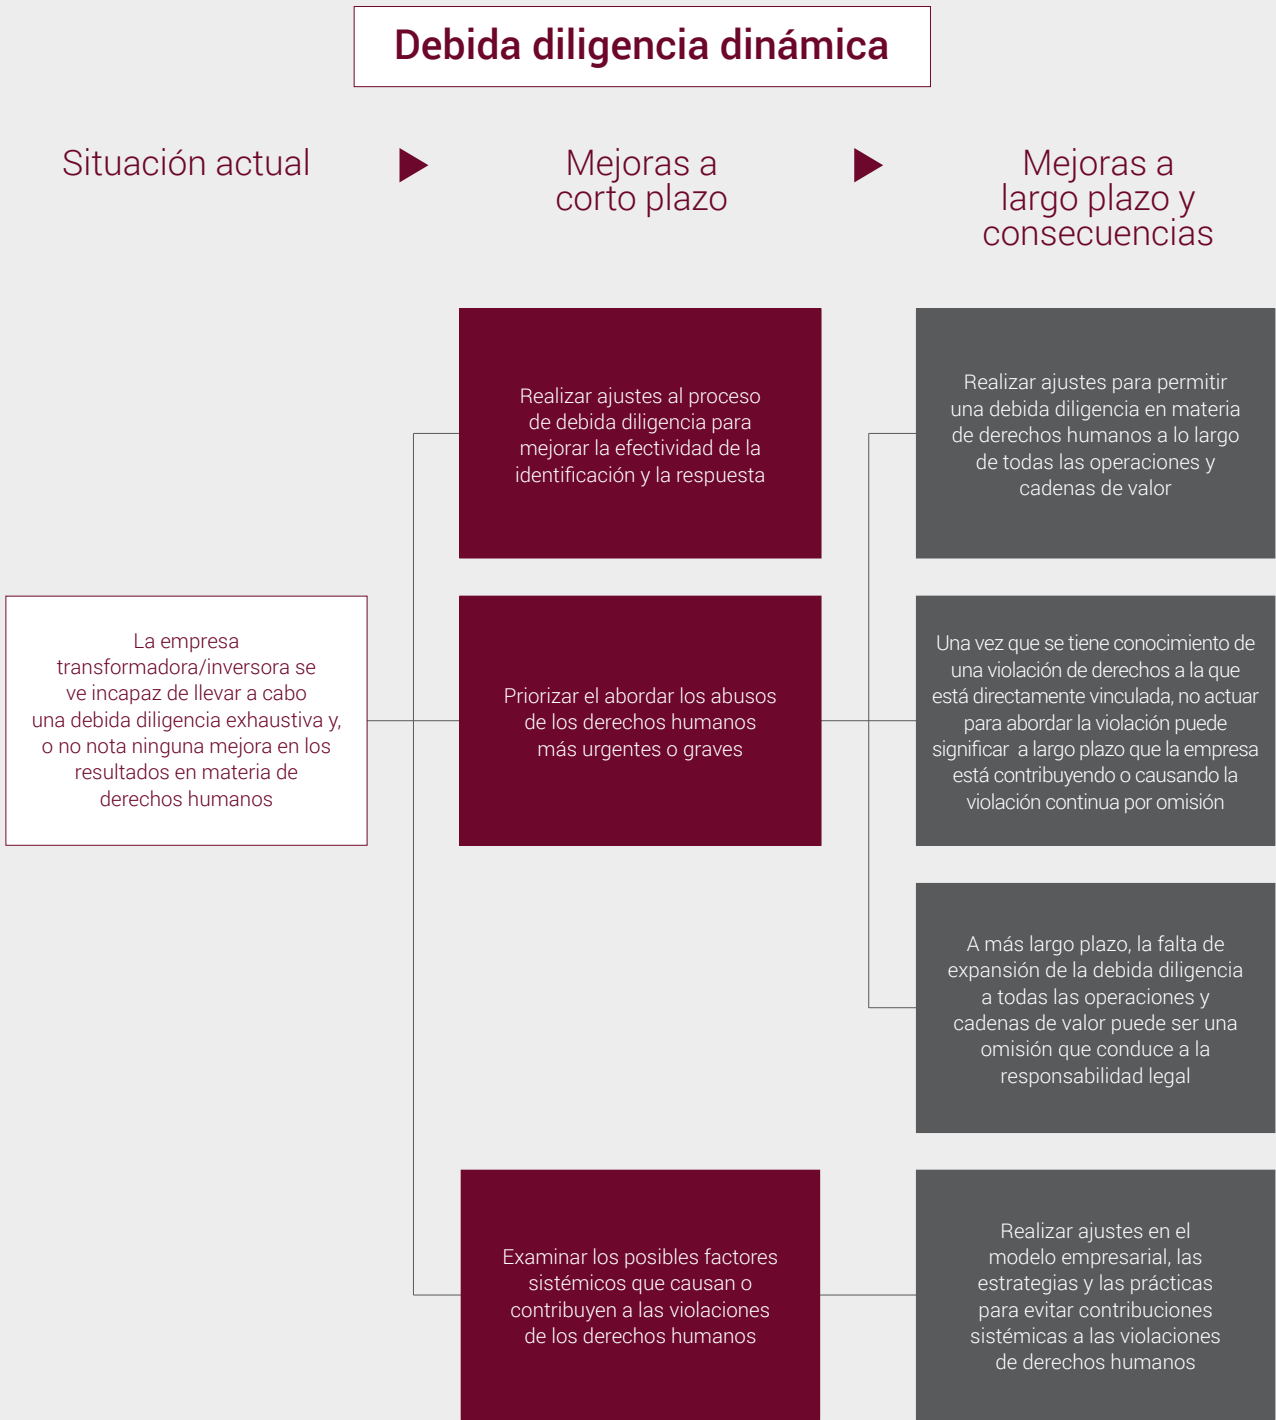 Debida diligencia dinámica
Situación actual
Mejoras a
corto plazo
Mejoras a
largo plazo y
consecuencias
La empresa
transformadora/inversora se
ve incapaz de llevar a cabo
una debida diligencia exhaustiva y,
o no nota ninguna mejora en los
resultados en materia de
derechos humanos
Realizar ajustes al proceso
de debida diligencia para
mejorar la efectividad de la
identificación y la respuesta
Priorizar el abordar los abusos
de los derechos humanos
más urgentes o graves
Examinar los posibles factores
sistémicos que causan o
contribuyen a las violaciones
de los derechos humanos
Realizar ajustes para permitir
una debida diligencia en materia
de derechos humanos a lo largo
de todas las operaciones y
cadenas de valor
Una vez que se tiene conocimiento de
una violación de derechos a la que
está directamente vinculada, no actuar
para abordar la violación puede
significar a largo plazo que la empresa
está contribuyendo o causando la
violación continua por omisión
A más largo plazo, la falta de
expansión de la debida diligencia
a todas las operaciones y
cadenas de valor puede ser una
omisión que conduce a la
responsabilidad legal
Realizar ajustes en el
modelo empresarial, las
estrategias y las prácticas
para evitar contribuciones
sistémicas a las violaciones
de derechos humanos